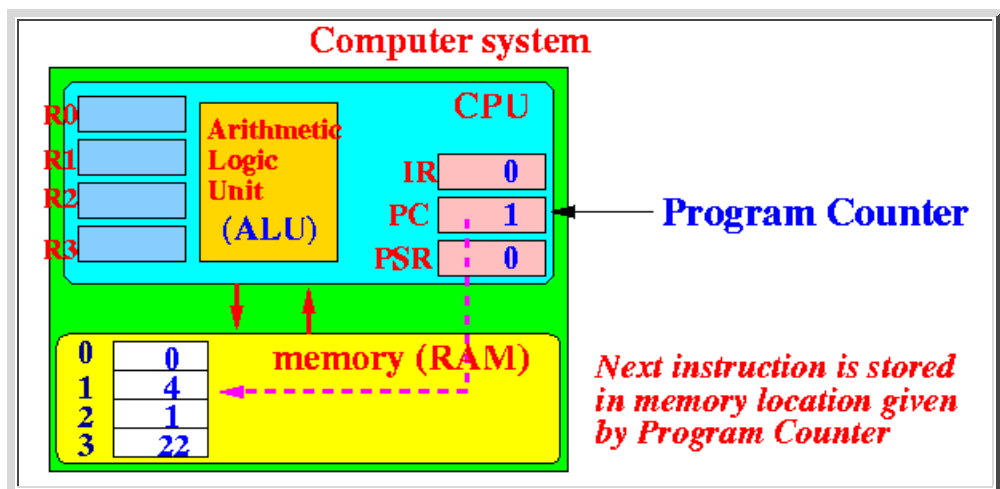 Computer system
R0
R1
R2
R3
Arithmetic
Logic
Unit
(ALU)
CPU
IR 0
PC 1
PSR 0
Program Counter
memory (RAM)
0 0
1 4
2 1
3 22
Next instruction is stored
in memory location given
by Program Counter